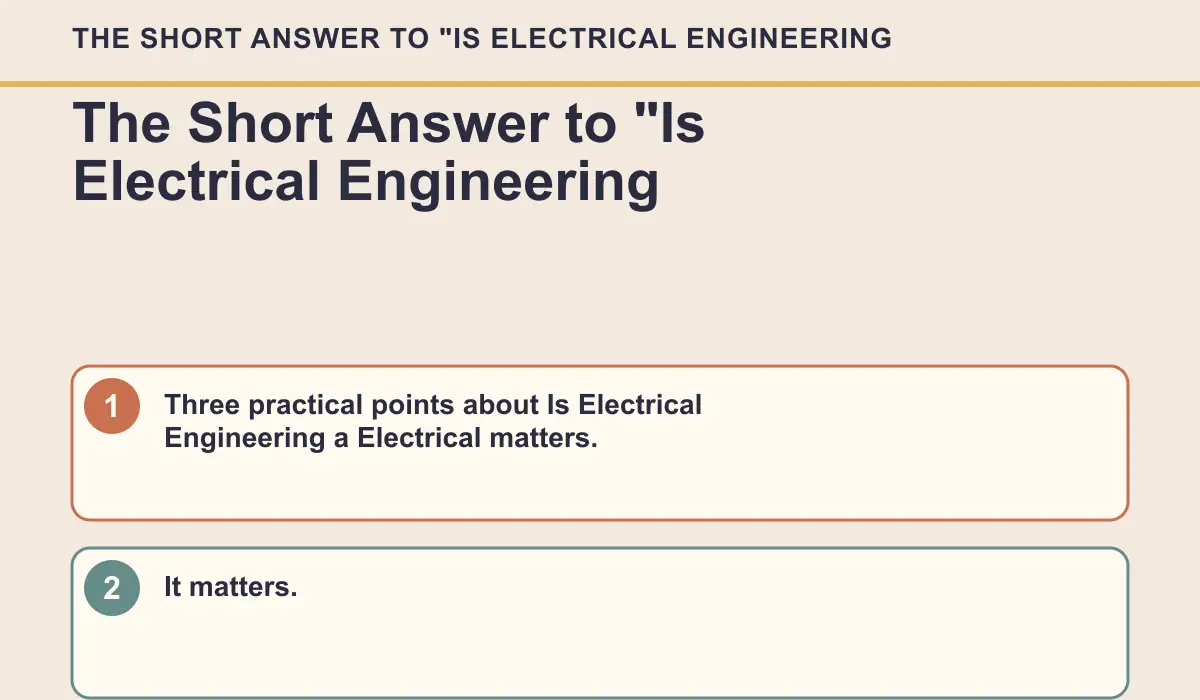 THE SHORT ANSWER TO "IS ELECTRICAL ENGINEERING
The Short Answer to "Is
Electrical Engineering
1
Three practical points about Is Electrical
Engineering a Electrical matters.
2
It matters.